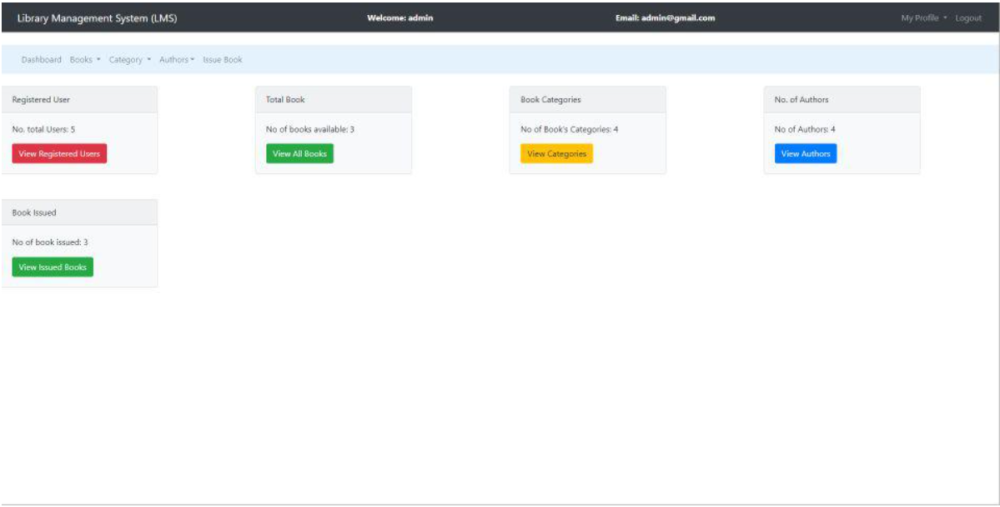 Library Management System (LMS) Welcome: admin Email: admin@gmail.com My Profile Logout
Dashboard Books Category Authors Issue Book
Registered User
No. total Users: 5
View Registered Users
Total Book
No of books available: 3
View All Books
Book Categories
No of Book's Categories: 4
View Categories
No. of Authors
No of Authors: 4
View Authors
Book Issued
No of book issued: 3
View Issued Books